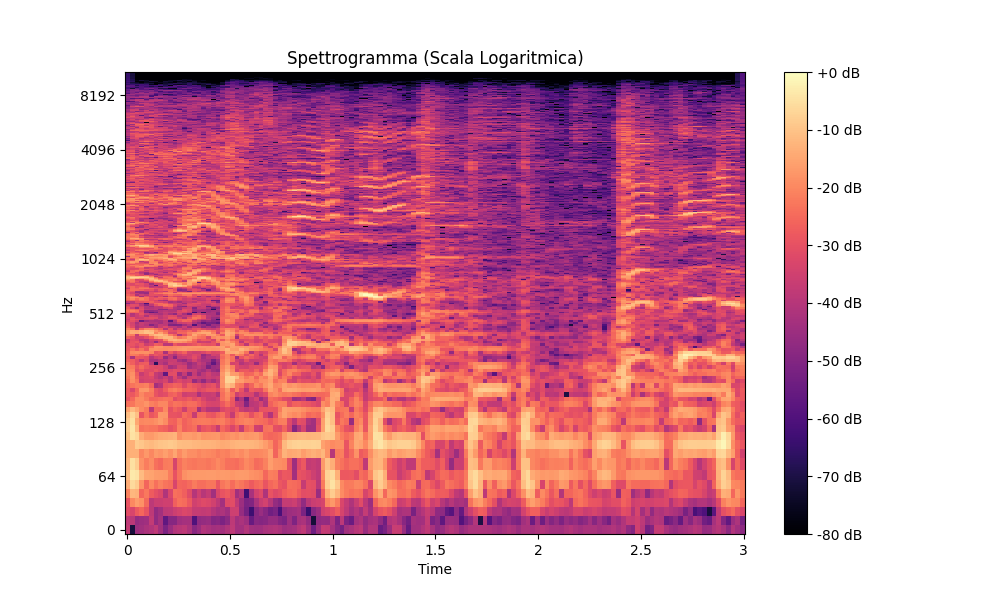 Spettrogramma (Scala Logaritmica)
Hz
8192
4096
2048
1024
512
256
128
64
0
0 0.5 1 1.5 2 2.5 3
Time
+0 dB
-10 dB
-20 dB
-30 dB
-40 dB
-50 dB
-60 dB
-70 dB
-80 dB